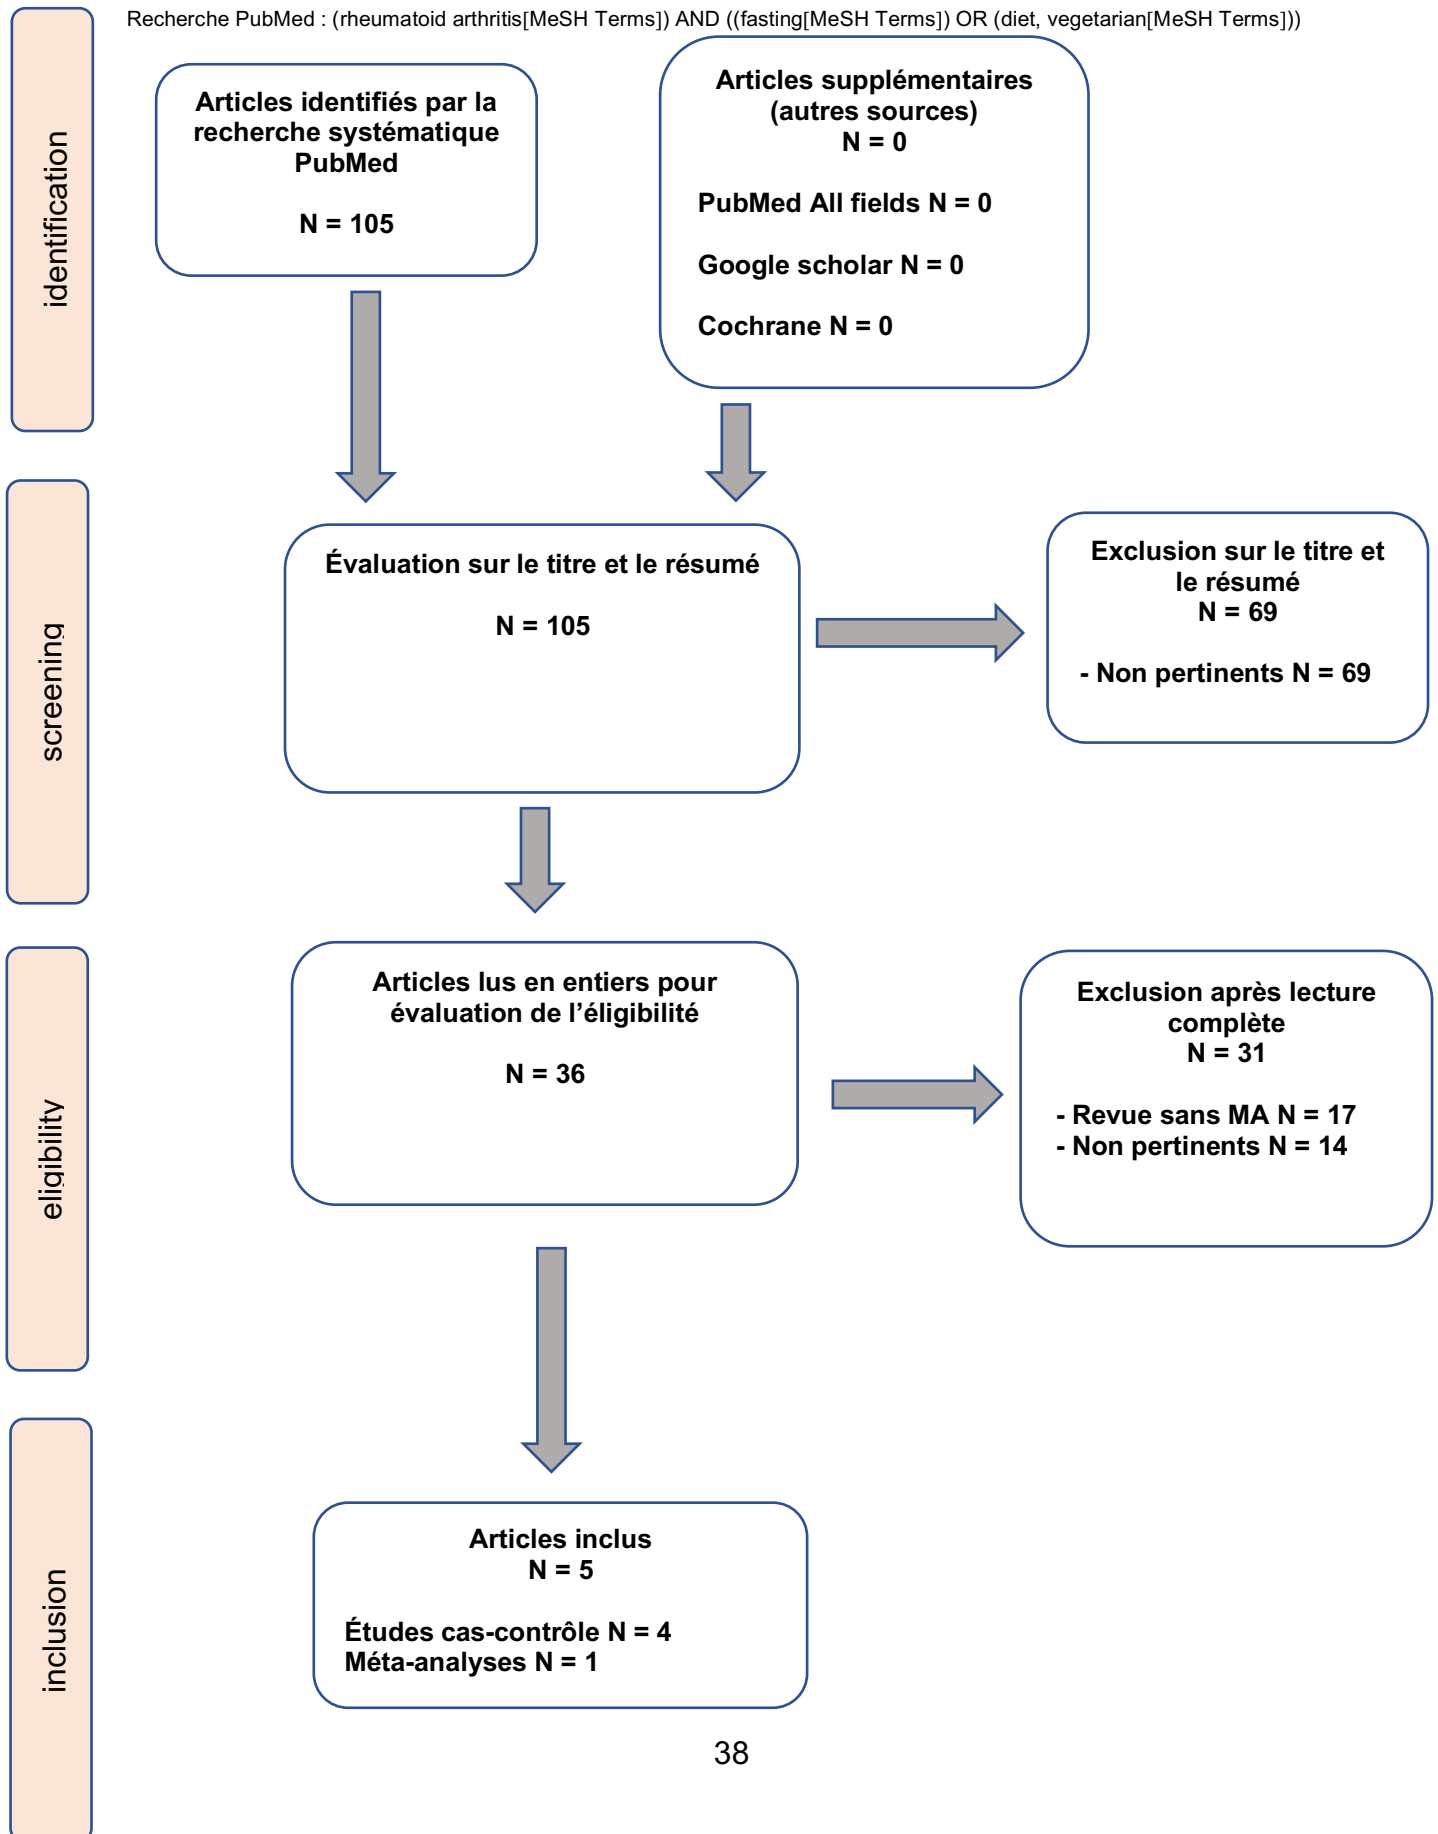 Recherche PubMed : (rheumatoid arthritis[MeSH Terms]) AND ((fasting[MeSH Terms]) OR (diet, vegetarian[MeSH Terms]))
identification
Articles identifiés par la
recherche systématique
PubMed
N = 105
Articles supplémentaires
(autres sources)
N = 0
PubMed All fields N = 0
Google scholar N = 0
Cochrane N = 0
screening
Évaluation sur le titre et le résumé
N = 105
Exclusion sur le titre et
le résumé
N = 69
- Non pertinents N = 69
eligibility
Articles lus en entiers pour
évaluation de l'éligibilité
N = 36
Exclusion après lecture
complète
N = 31
- Revue sans MA N = 17
- Non pertinents N = 14
inclusion
Articles inclus
N = 5
Études cas-contrôle N = 4
Méta-analyses N = 1
38